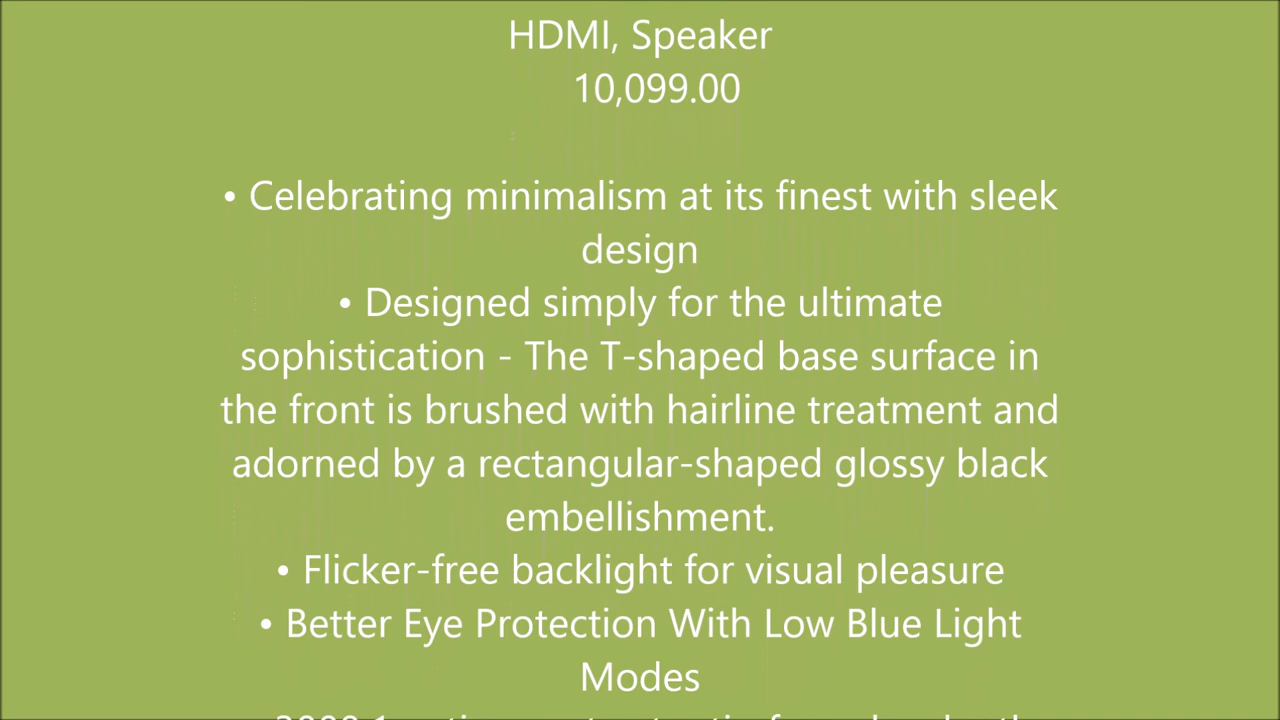 HDMI, Speaker
10,099.00
• Celebrating minimalism at its finest with sleek
design
• Designed simply for the ultimate
sophistication - The T-shaped base surface in
the front is brushed with hairline treatment and
adorned by a rectangular-shaped glossy black
embellishment.
• Flicker-free backlight for visual pleasure
• Better Eye Protection With Low Blue Light
Modes